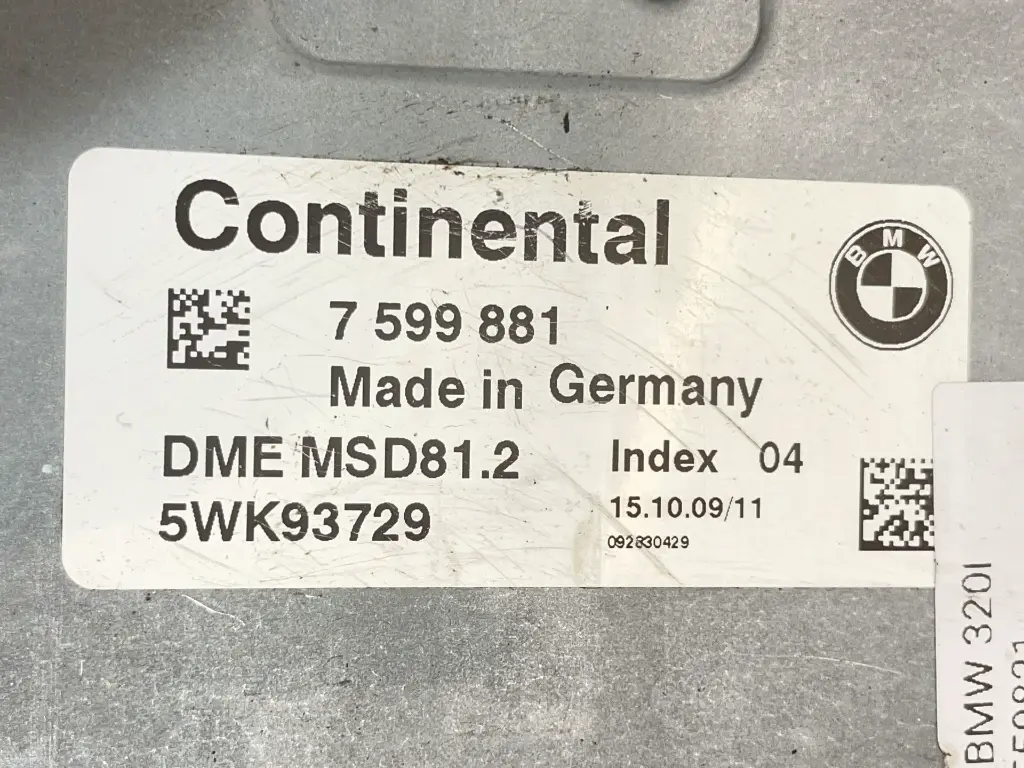 Continental
BMW
7 599 881
Made in Germany
DME MSD81.2
Index 04
5WK93729
15.10.09/11
092830429
BMW 320I